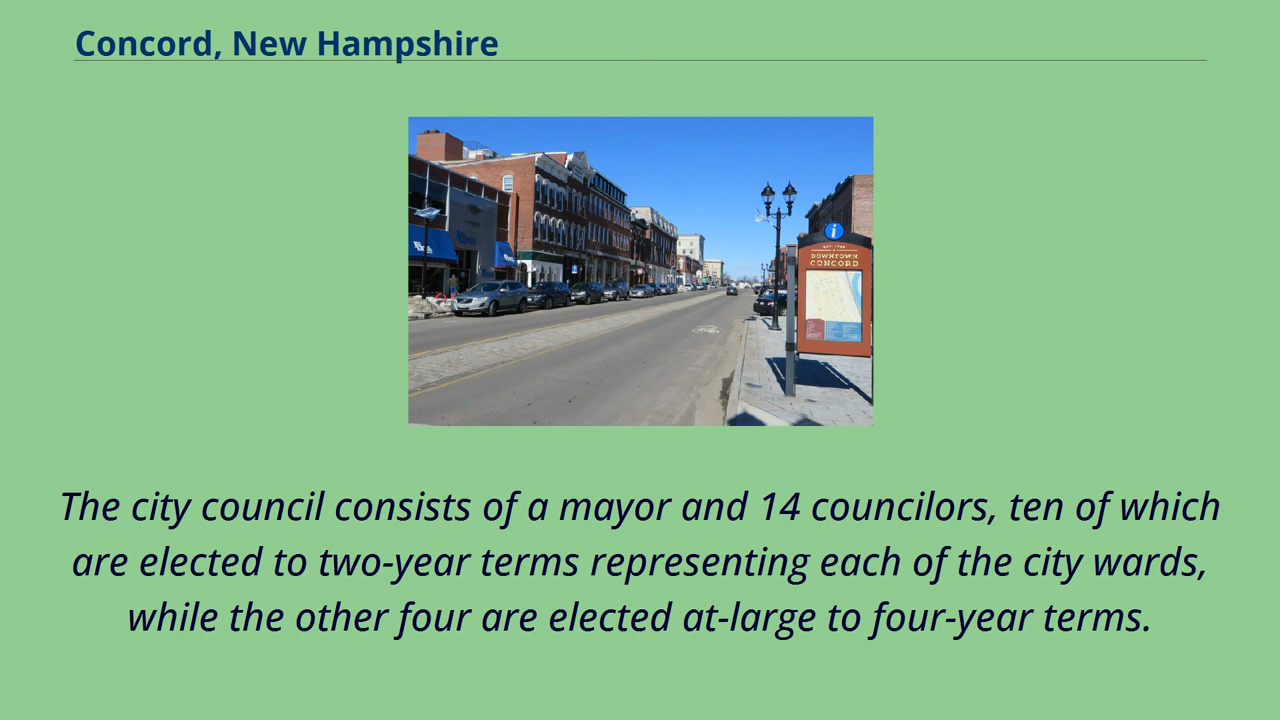 Concord, New Hampshire
DOWNTOWN
CONCORD
The city council consists of a mayor and 14 councilors, ten of which
are elected to two-year terms representing each of the city wards,
while the other four are elected at-large to four-year terms.